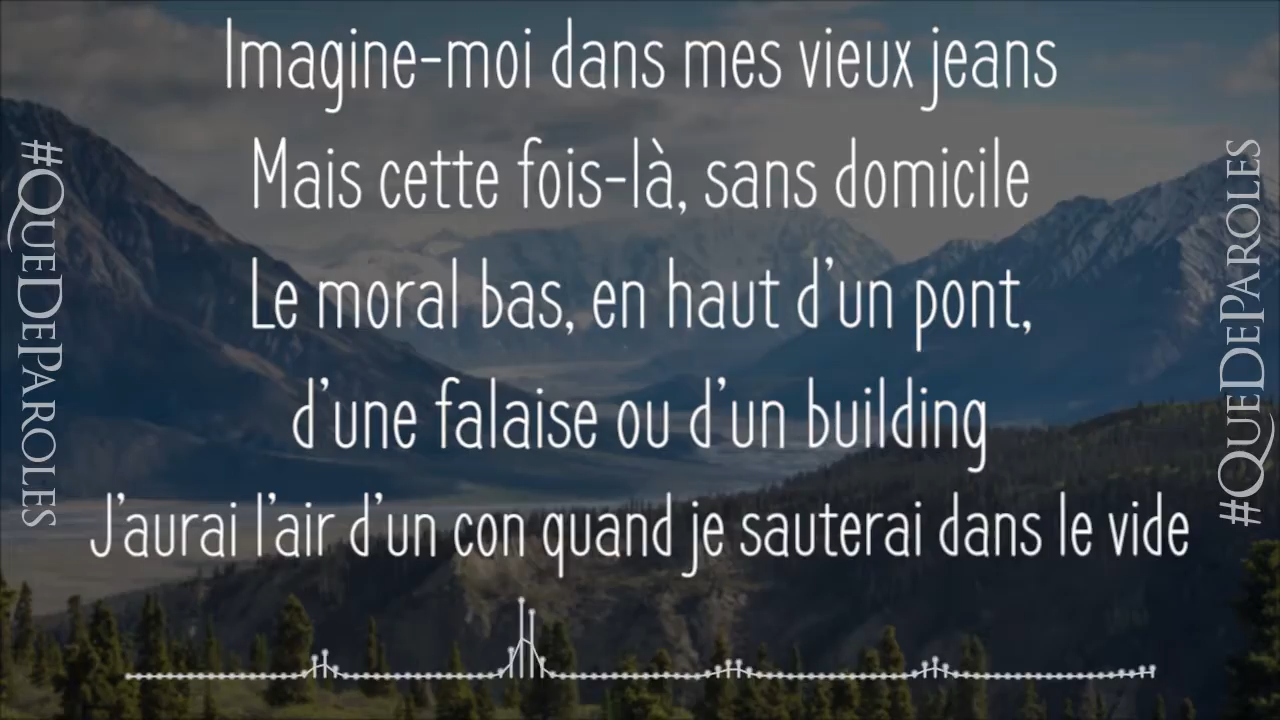 Imagine-moi dans mes vieux jeans
Mais cette fois-là, sans domicile
Le moral bas, en haut d'un pont,
d'une falaise ou d'un building
J'aurai l'air d'un con quand je sauterai dans le vide
#QueDeParoles
#QueDeParoles